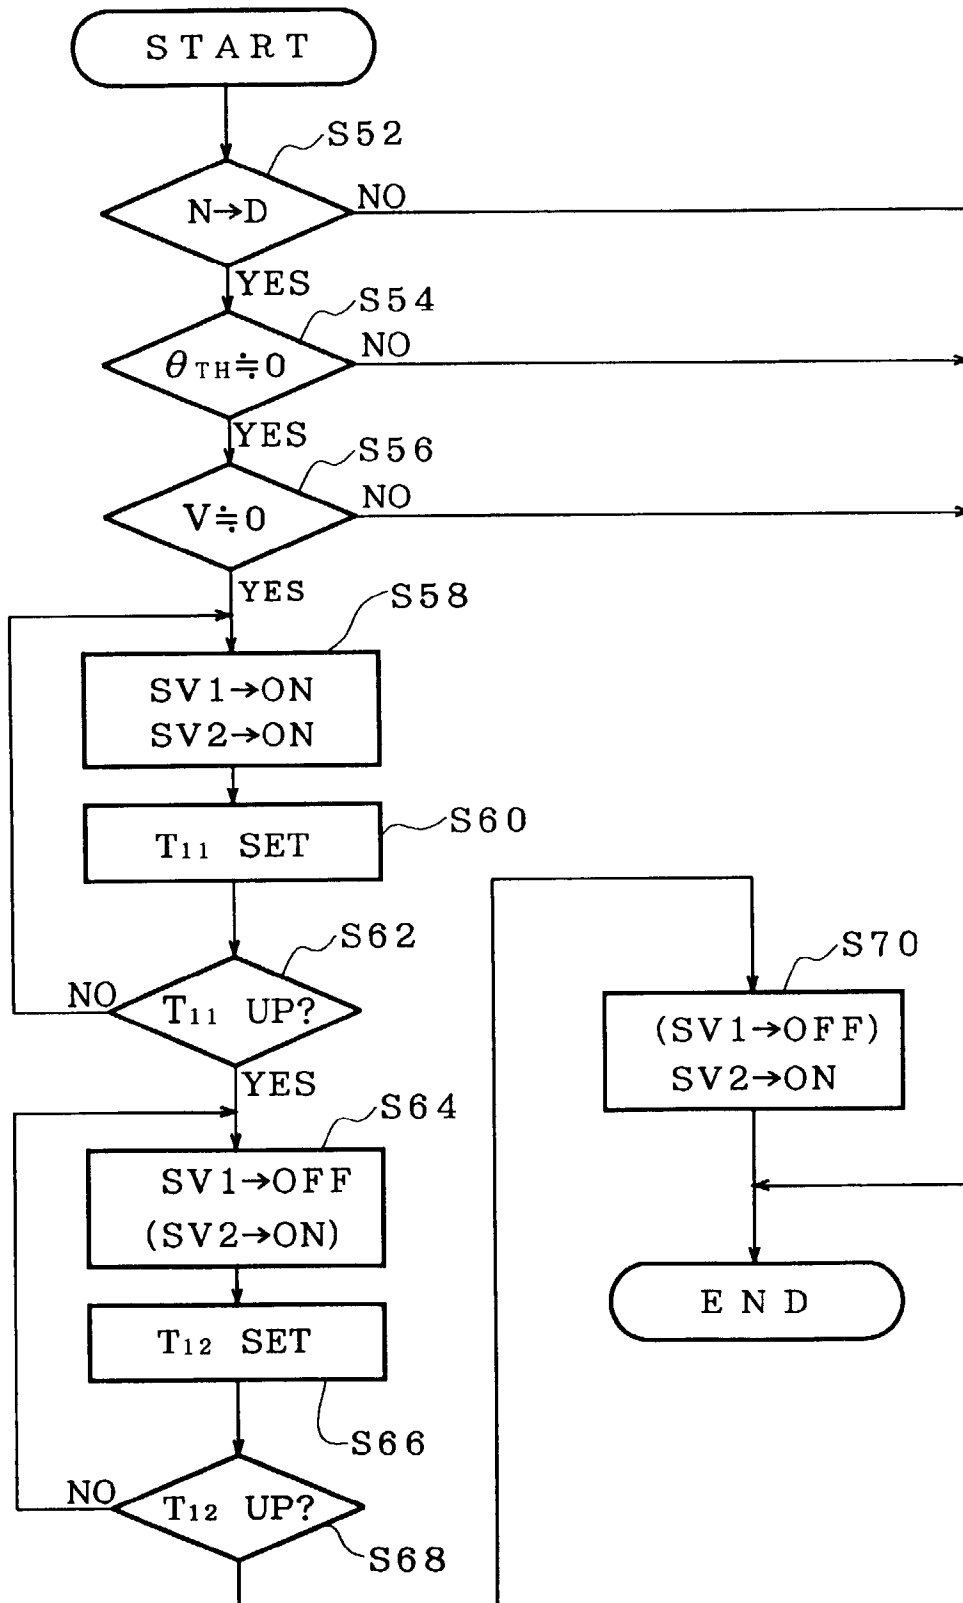 START
S52
N→D
NO
YES
S54
θTH≒0
NO
YES
S56
V≒0
NO
YES
S58
SV1→ON
SV2→ON
S60
T11 SET
S62
T11 UP?
NO
YES
S64
SV1→OFF
(SV2→ON)
T12 SET
S66
T12 UP?
NO
S68
S70
(SV1→OFF)
SV2→ON
END